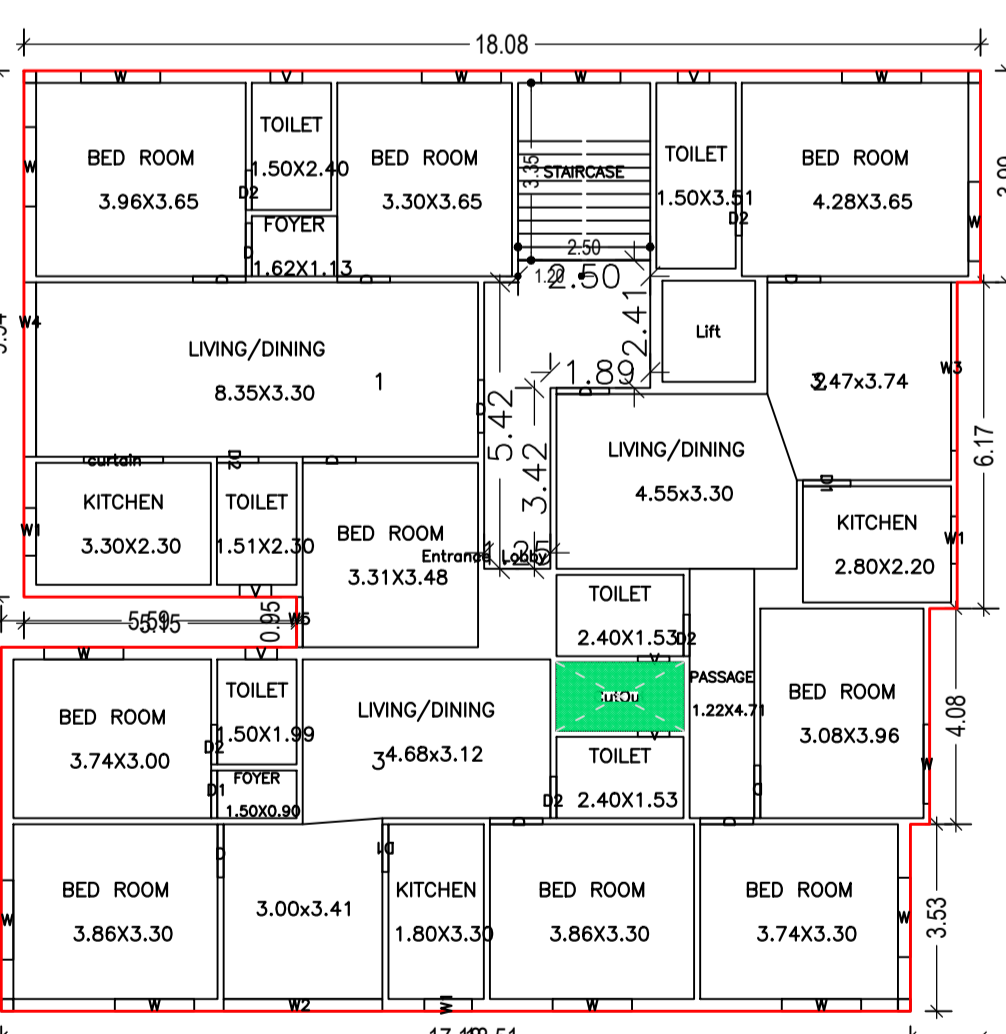 18.08
W
V
W
W
V
W
BED ROOM
3.96X3.65
TOILET
1.50X2.40
BED ROOM
3.30X3.65
3.35
STAIRCASE
TOILET
1.50X3.51
BED ROOM
4.28X3.65
W
D2
D2
W
FOYER
1.62X1.13
D
2.50
1.20
2.50
D
D
D
W4
LIVING/DINING
8.35X3.30
1
2.41
Lift
1.89
2
3.47x3.74
W3
D
D
5.42
3.42
6.17
LIVING/DINING
4.55x3.30
curtain
D2
D
D1
KITCHEN
3.30X2.30
TOILET
1.51X2.30
BED ROOM
3.31X3.48
W1
Entrance Lobby
KITCHEN
2.80X2.20
W1
V
5.59
5.15
0.95
W5
TOILET
2.40X1.53
D2
W
V
V
BED ROOM
3.74X3.00
TOILET
1.50X1.99
D2
LIVING/DINING
4.68x3.12
3
PASSAGE
1.22X4.71
BED ROOM
3.08X3.96
4.08
V
W
FOYER
1.50X0.90
D1
TOILET
2.40X1.53
D2
D
D
D
D
D1
BED ROOM
3.86X3.30
3.00x3.41
KITCHEN
1.80X3.30
BED ROOM
3.86X3.30
BED ROOM
3.74X3.30
3.53
W
W
W
W2
W1
W
W